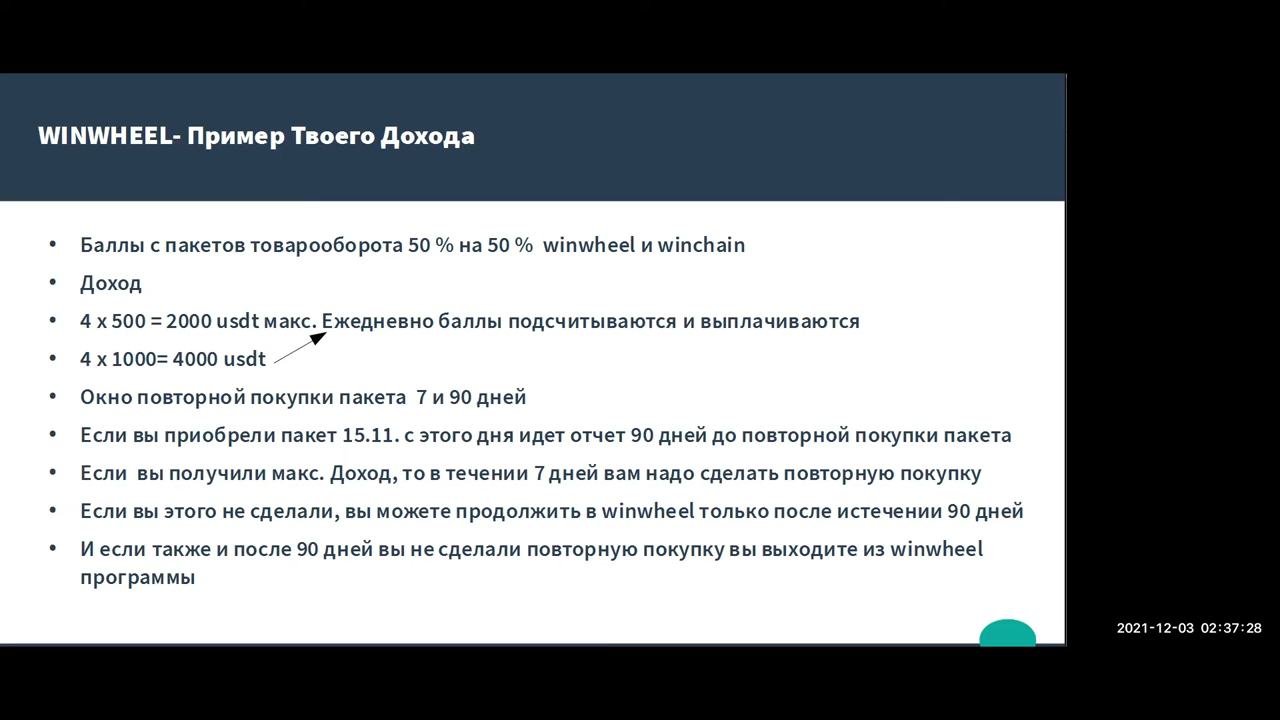 WINWHEEL- Пример Твоего Дохода
• Баллы с пакетов товарооборота 50 % на 50 % winwheel и winchain
• Доход
• 4 x 500 = 2000 usdt макс. Ежедневно баллы подсчитываются и выплачиваются
• 4 x 1000= 4000 usdt
• Окно повторной покупки пакета 7 и 90 дней
• Если вы приобрели пакет 15.11. с этого дня идет отчет 90 дней до повторной покупки пакета
• Если вы получили макс. Доход, то в течении 7 дней вам надо сделать повторную покупку
• Если вы этого не сделали, вы можете продолжить в winwheel только после истечении 90 дней
• И если также и после 90 дней вы не сделали повторную покупку вы выходите из winwheel
программы
2021-12-03 02:37:28